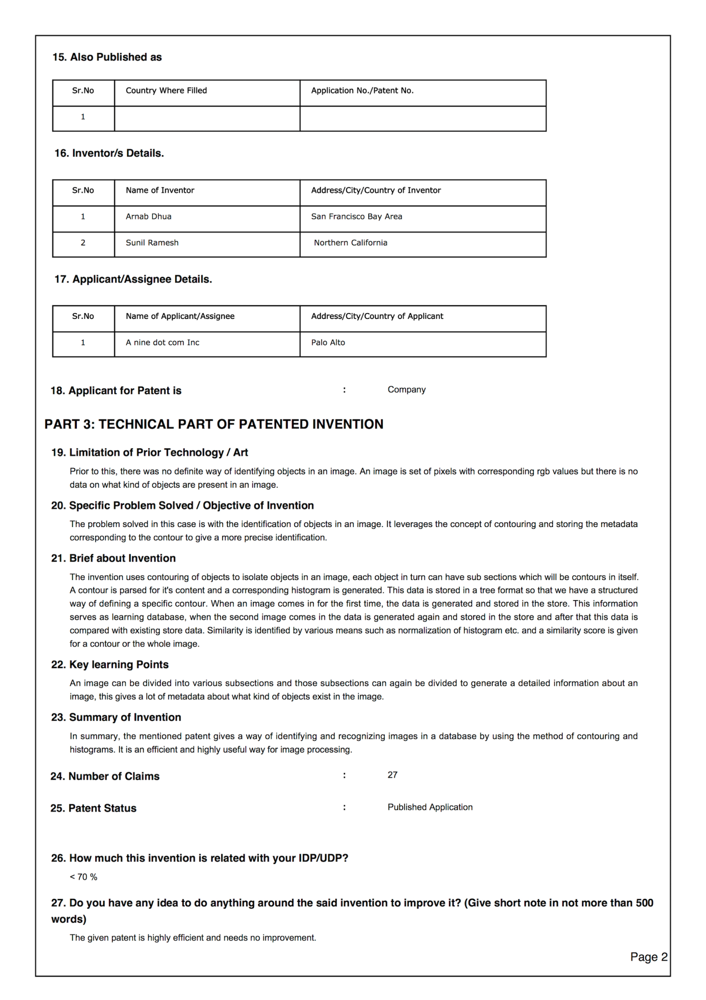 15. Also Published as
Sr.No Country Where Filled Application No./Patent No.
1
16. Inventor/s Details.
Sr.No Name of Inventor Address/City/Country of Inventor
1 Arnab Dhua San Francisco Bay Area
2 Sunil Ramesh Northern California
17. Applicant/Assignee Details.
Sr.No Name of Applicant/Assignee Address/City/Country of Applicant
1 A nine dot com Inc Palo Alto
18. Applicant for Patent is : Company
PART 3: TECHNICAL PART OF PATENTED INVENTION
19. Limitation of Prior Technology / Art
Prior to this, there was no definite way of identifying objects in an image. An image is set of pixels with corresponding rgb values but there is no
data on what kind of objects are present in an image.
20. Specific Problem Solved / Objective of Invention
The problem solved in this case is with the identification of objects in an image. It leverages the concept of contouring and storing the metadata
corresponding to the contour to give a more precise identification.
21. Brief about Invention
The invention uses contouring of objects to isolate objects in an image, each object in turn can have sub sections which will be contours in itself.
A contour is parsed for it's content and a corresponding histogram is generated. This data is stored in a tree format so that we have a structured
way of defining a specific contour. When an image comes in for the first time, the data is generated and stored in the store. This information
serves as learning database, when the second image comes in the data is generated again and stored in the store and after that this data is
compared with existing store data. Similarity is identified by various means such as normalization of histogram etc. and a similarity score is given
for a contour or the whole image.
22. Key learning Points
An image can be divided into various subsections and those subsections can again be divided to generate a detailed information about an
image, this gives a lot of metadata about what kind of objects exist in the image.
23. Summary of Invention
In summary, the mentioned patent gives a way of identifying and recognizing images in a database by using the method of contouring and
histograms. It is an efficient and highly useful way for image processing.
24. Number of Claims : 27
25. Patent Status : Published Application
26. How much this invention is related with your IDP/UDP?
< 70 %
27. Do you have any idea to do anything around the said invention to improve it? (Give short note in not more than 500
words)
The given patent is highly efficient and needs no improvement.
Page 2